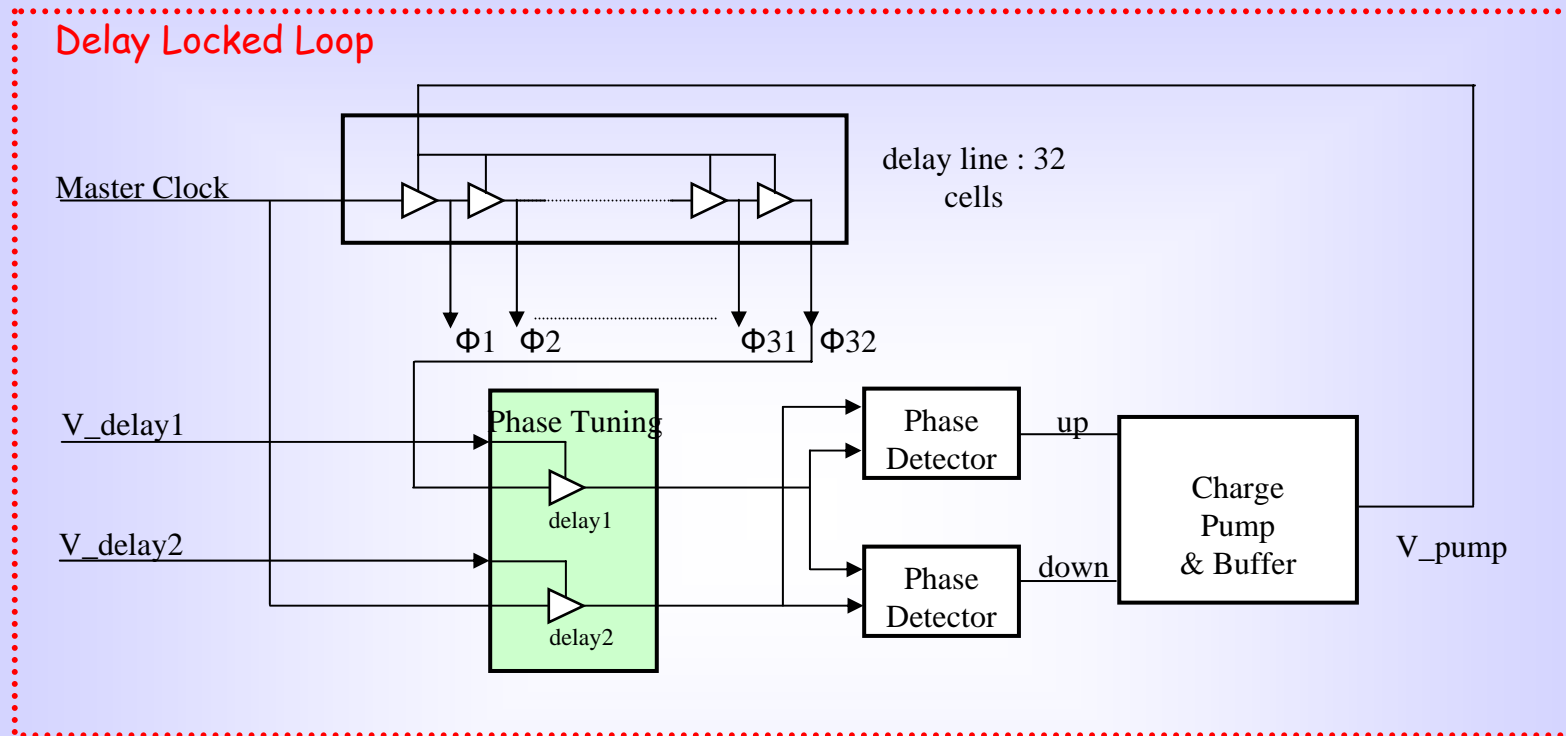 Delay Locked Loop
delay line : 32
cells
Master Clock
Φ1
Φ2
Φ31
Φ32
V_delay1
Phase Tuning
delay1
V_delay2
delay2
Phase
Detector
up
Phase
Detector
down
Charge
Pump
& Buffer
V_pump